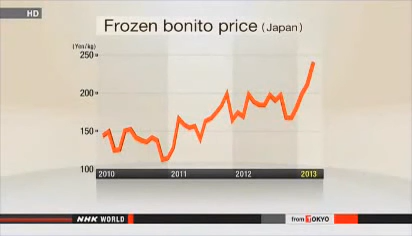 HD
Frozen bonito price (Japan)
(Yen/kg)
250
200
150
100
2010 2011 2012 2013
NHK WORLD
from TOKYO